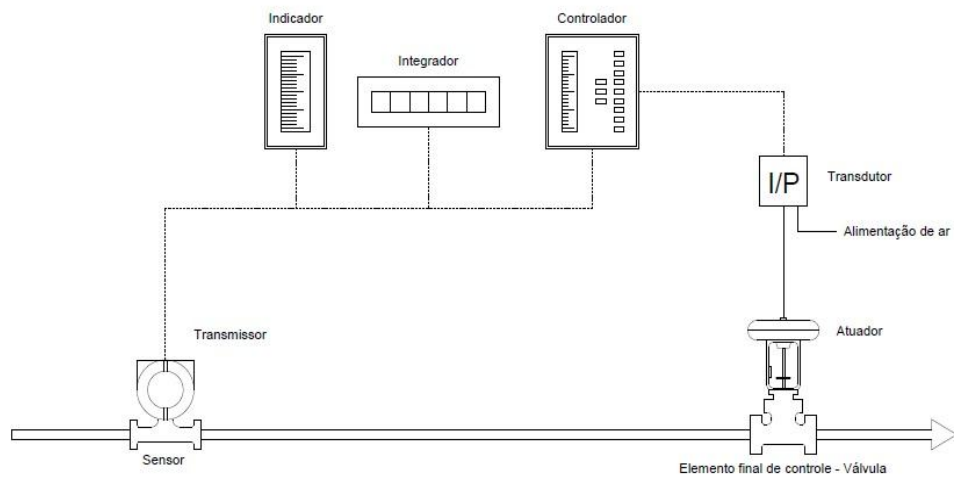 Indicador
Controlador
Integrador
I/P
Transdutor
Alimentação de ar
Transmissor
Atuador
Sensor
Elemento final de controle - Válvula